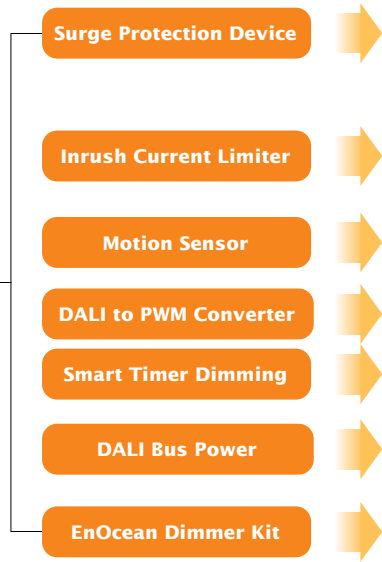 Surge Protection Device
Inrush Current Limiter
Motion Sensor
DALI to PWM Converter
Smart Timer Dimming
DALI Bus Power
EnOcean Dimmer Kit